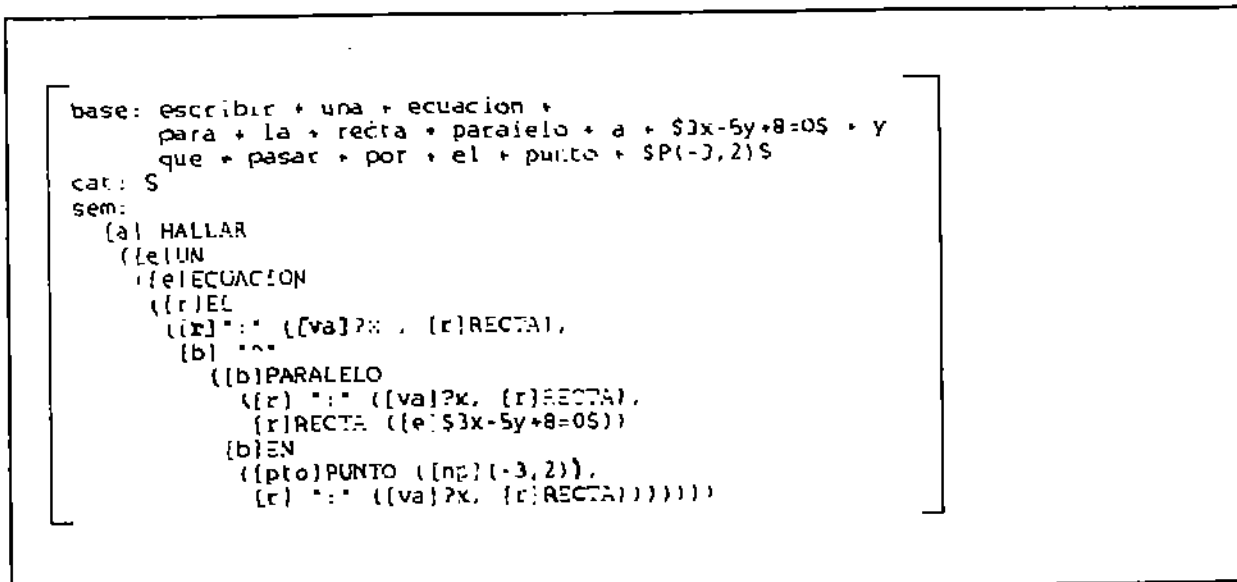 base: escribir + una + ecuacion +
para + la + recta + paralelo + a + $3x-5y+8=0$ + y
que + pasar + por + el + punto + $P(-3,2)$
cat: S
sem:
[a] HALLAR
([e]UN
([e]ECUACION
([r]EL
([r]":" ([va]?x , [r]RECTA),
[b] "^"
([b]PARALELO
([r] ":" ([va]?x, [r]RECTA),
[r]RECTA ([e]$3x-5y+8=0$))
[b]EN
([pto]PUNTO ([np](-3,2)),
[r] ":" ([va]?x, [r]RECTA)))))))